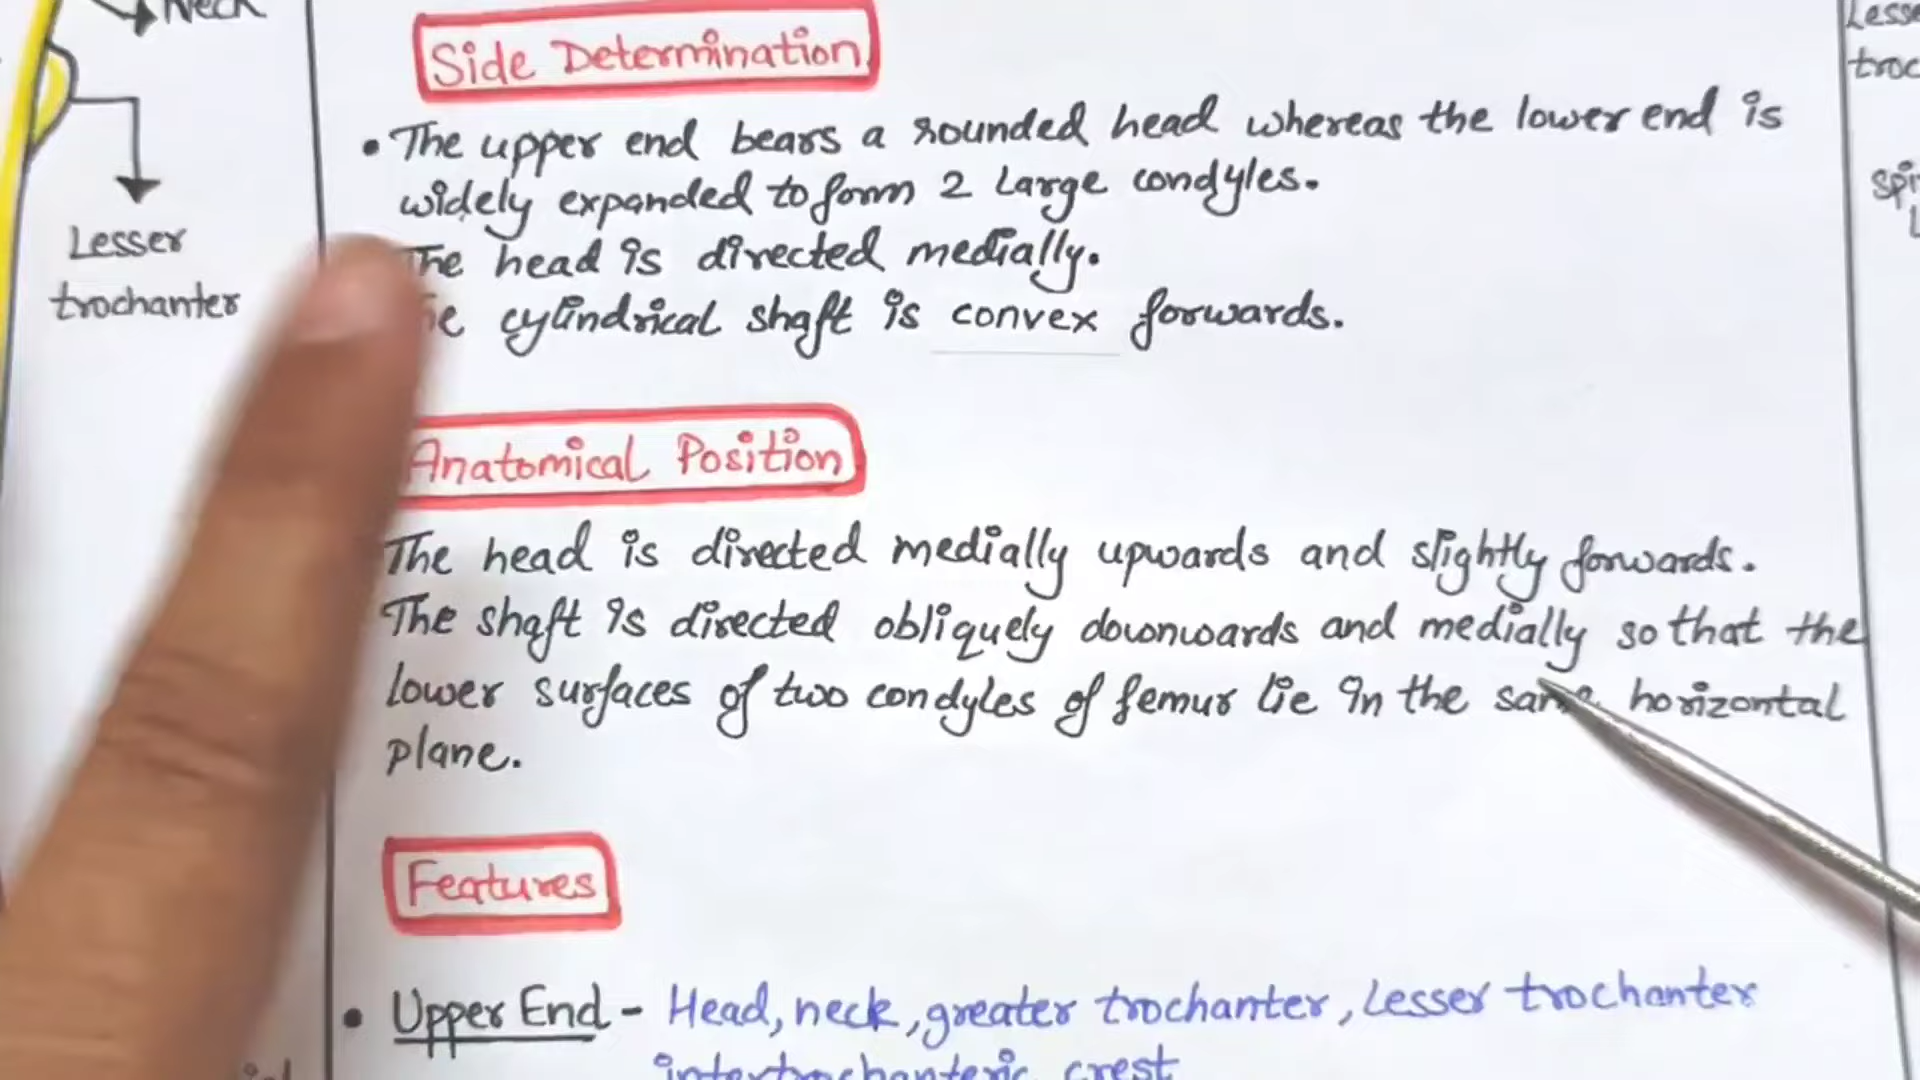 Neck
Lesser
trochanter
Side Determination
• The upper end bears a rounded head whereas the lower end is
widely expanded to form 2 Large condyles.
The head is directed medially.
cylindrical shaft is convex forwards.
Anatomical Position
The head is directed medially upwards and slightly forwards.
The shaft is directed obliquely downwards and medially so that the
lower surfaces of two condyles of femur lie in the same horizontal
plane.
Features
• Upper End - Head, neck, greater trochanter, Lesser trochanter
intertrochanteric crest